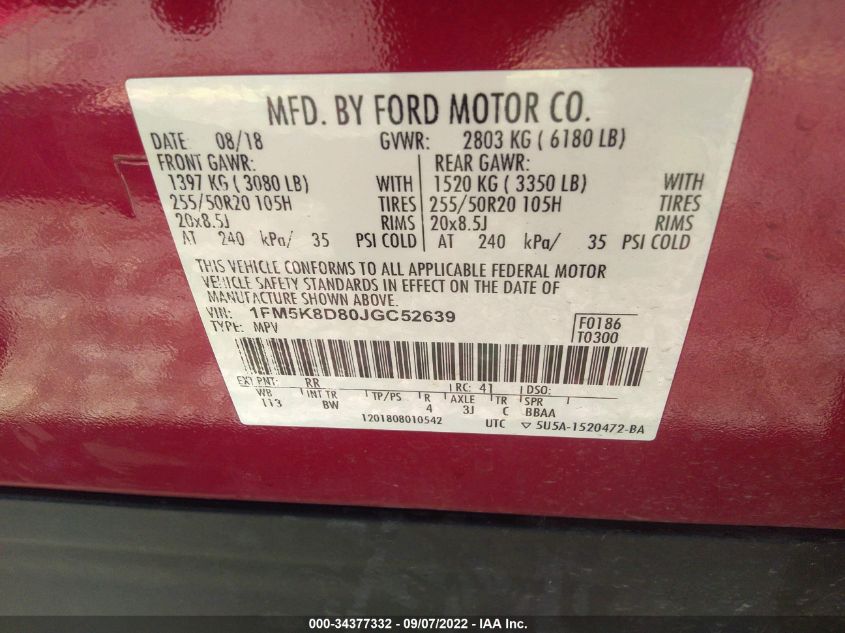 MFD. BY FORD MOTOR CO.
DATE: 08/18 GVWR: 2803 KG ( 6180 LB)
FRONT GAWR: REAR GAWR:
1397 KG ( 3080 LB) WITH 1520 KG ( 3350 LB) WITH
255/50R20 105H TIRES 255/50R20 105H TIRES
20x8.5J RIMS 20x8.5J RIMS
AT 240 kPa/ 35 PSI COLD AT 240 kPa/ 35 PSI COLD
THIS VEHICLE CONFORMS TO ALL APPLICABLE FEDERAL MOTOR
VEHICLE SAFETY STANDARDS IN EFFECT ON THE DATE OF
MANUFACTURE SHOWN ABOVE.
VIN: 1FM5K8D80JGC52639 F0186
TYPE: MPV T0300
EXT PNT: RR RC: 41 DSO:
WB INT TR TP/PS R AXLE TR SPR
113 BW 4 3J C BBAA
1201808010542 UTC ▽ 5U5A-1520472-BA
000-34377332 - 09/07/2022 - IAA Inc.